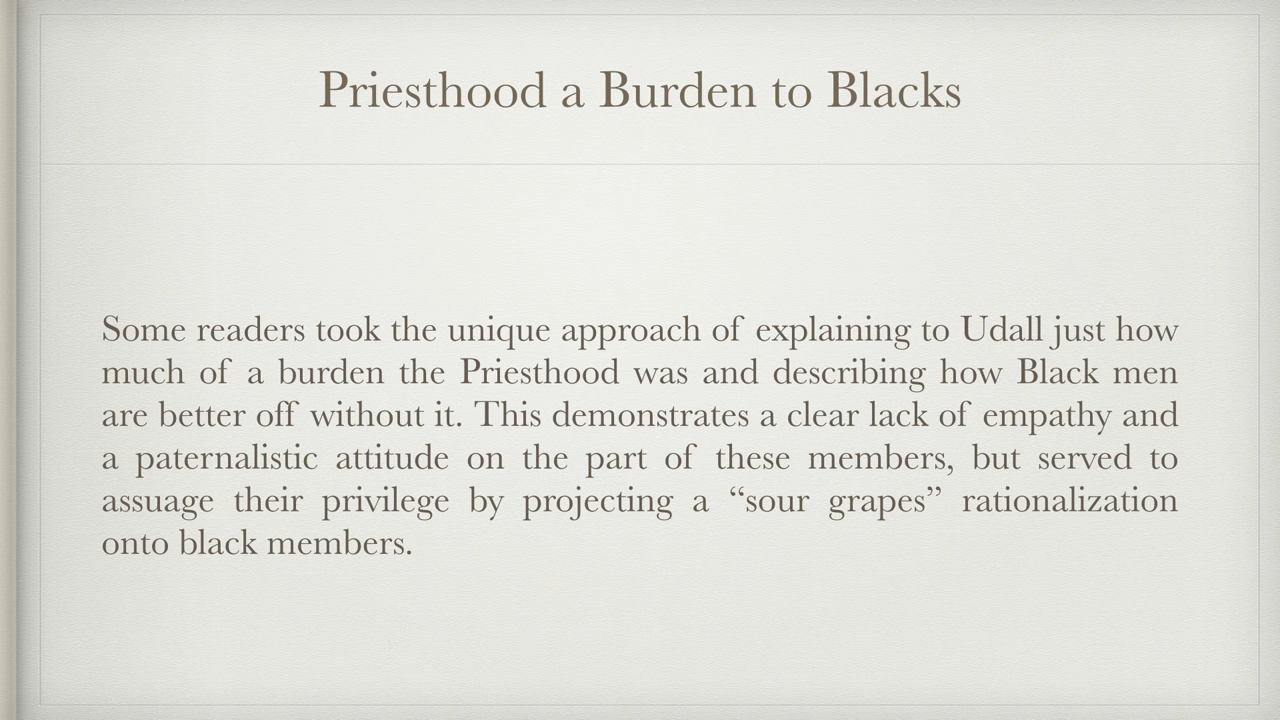 Priesthood a Burden to Blacks
Some readers took the unique approach of explaining to Udall just how
much of a burden the Priesthood was and describing how Black men
are better off without it. This demonstrates a clear lack of empathy and
a paternalistic attitude on the part of these members, but served to
assuage their privilege by projecting a “sour grapes” rationalization
onto black members.